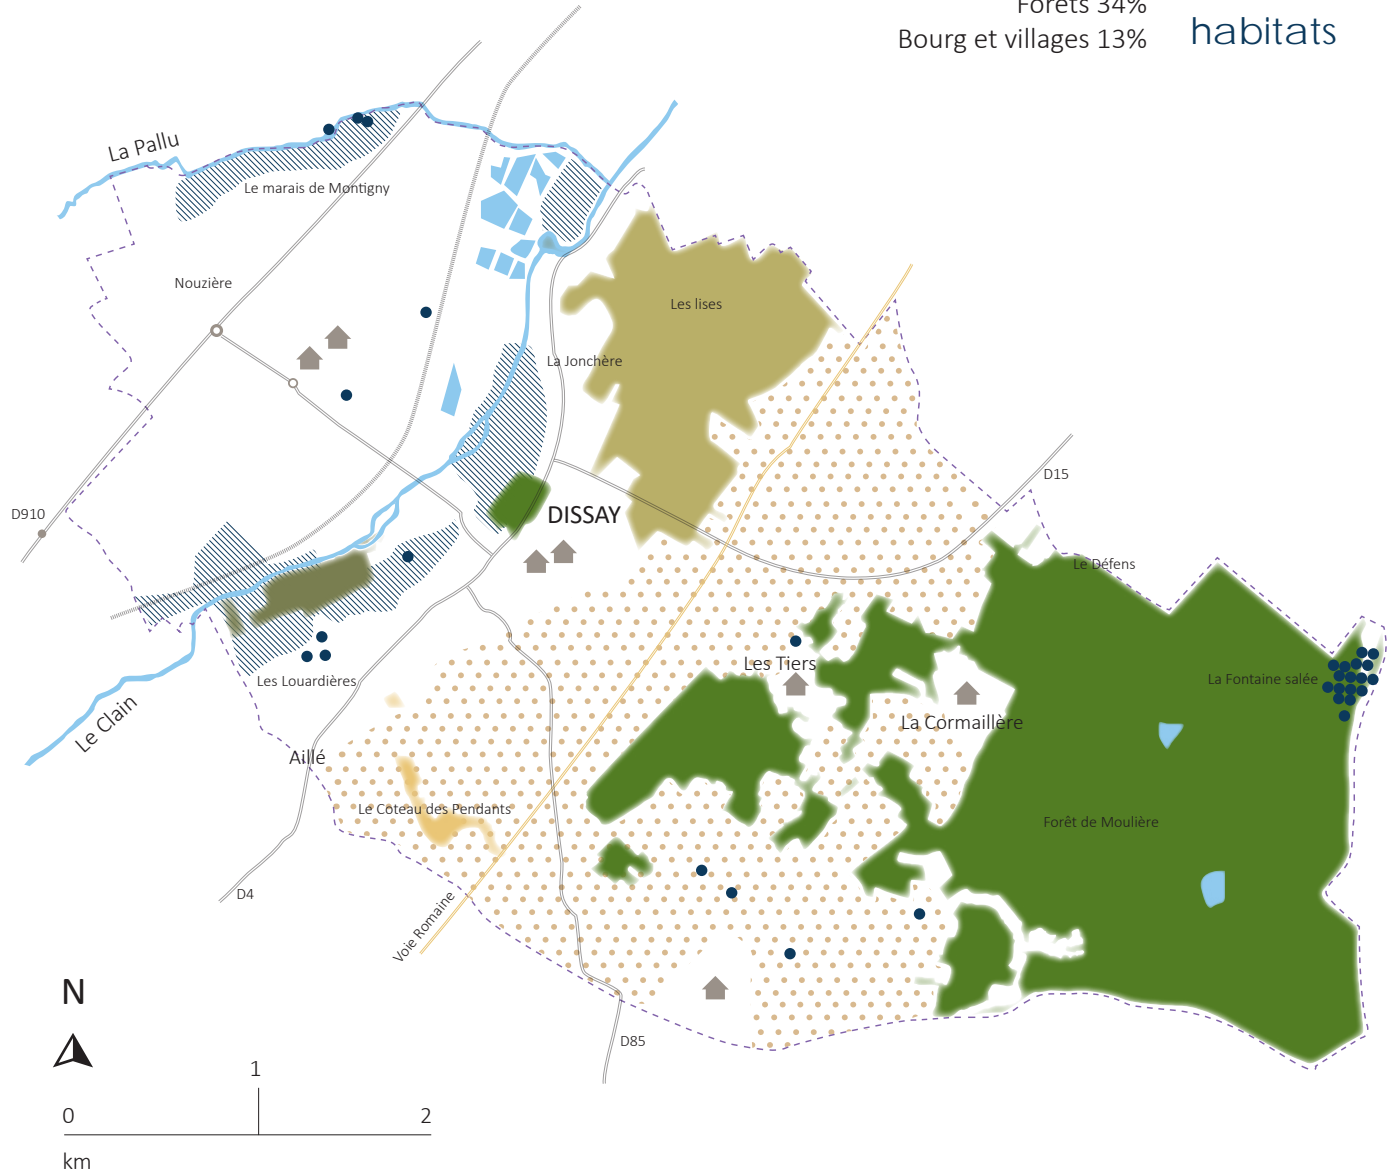 Forêts 34%
Bourg et villages 13%
habitats
La Pallu
Le marais de Montigny
Nouzière
Les lises
La Jonchère
D15
D910
DISSAY
Le Défens
Les Tiers
La Fontaine salée
Les Louardières
La Cormaillère
Le Clain
Aillé
Le Coteau des Pendants
Forêt de Moulière
D4
Voie Romaine
N
D85
1
0
2
km